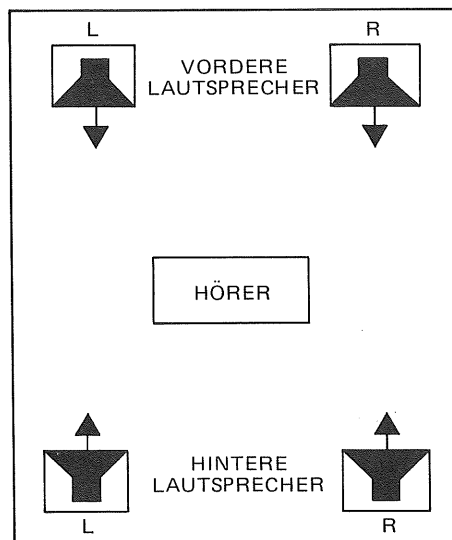 L
R
VORDERE
LAUTSPRECHER
HÖRER
HINTERE
LAUTSPRECHER
L
R